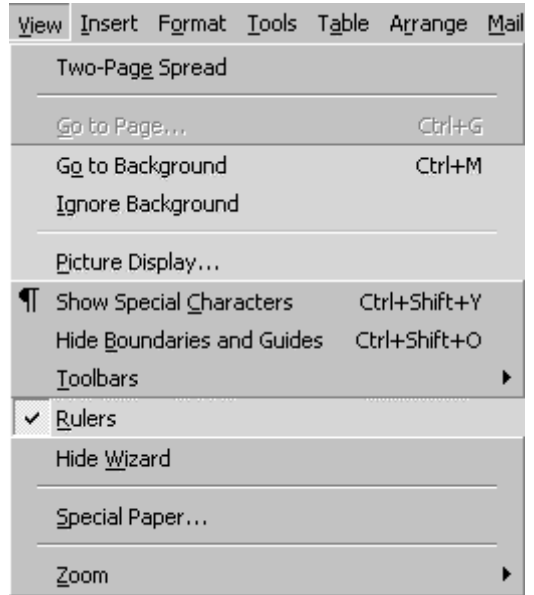 View Insert Format Tools Table Arrange Mail
Two-Page Spread
Go to Page... Ctrl+G
Go to Background Ctrl+M
Ignore Background
Picture Display...
¶ Show Special Characters Ctrl+Shift+Y
Hide Boundaries and Guides Ctrl+Shift+O
Toolbars
Rulers
Hide Wizard
Special Paper...
Zoom